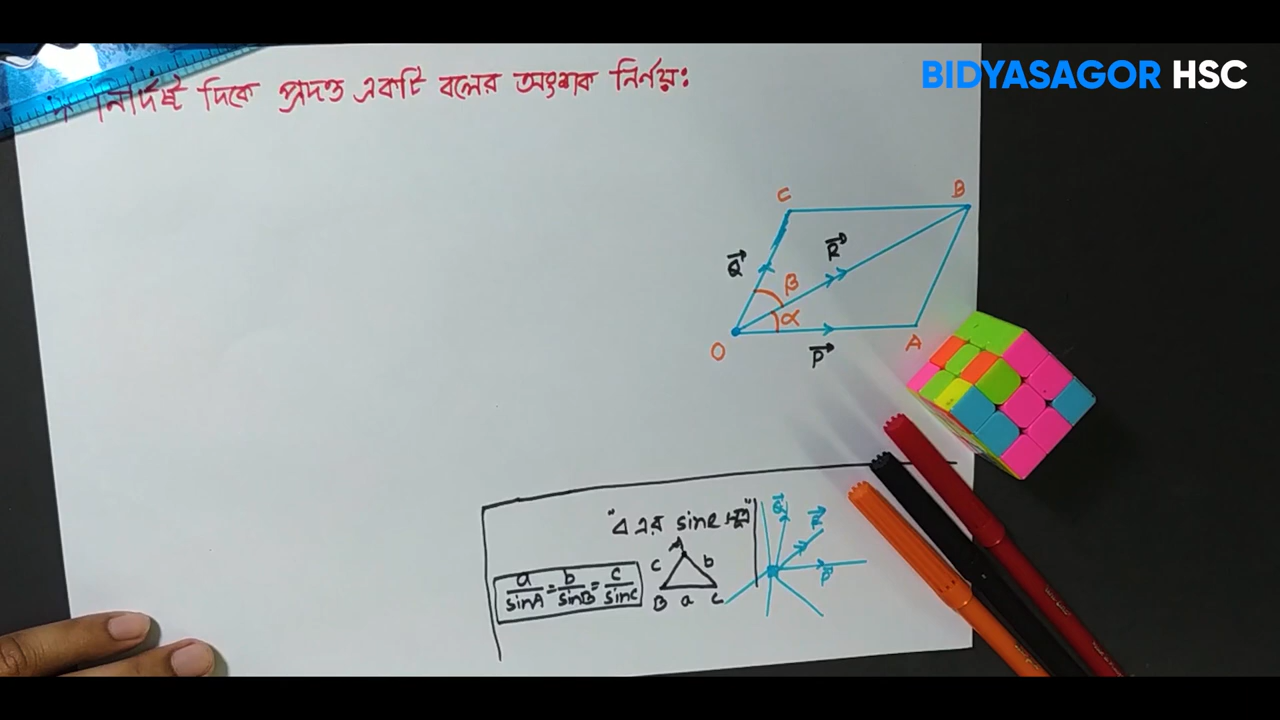 BIDYASAGOR HSC
* নির্দিষ্ট দিকে প্রদত্ত একটি বলের অংশক নির্ণয়ঃ
C
B
Q⃗
R⃗
β
α
O
P⃗
A
"Δ এর sine সূত্র"
a/sinA = b/sinB = c/sinC
A
c b
B a C
Q⃗
R⃗
P⃗